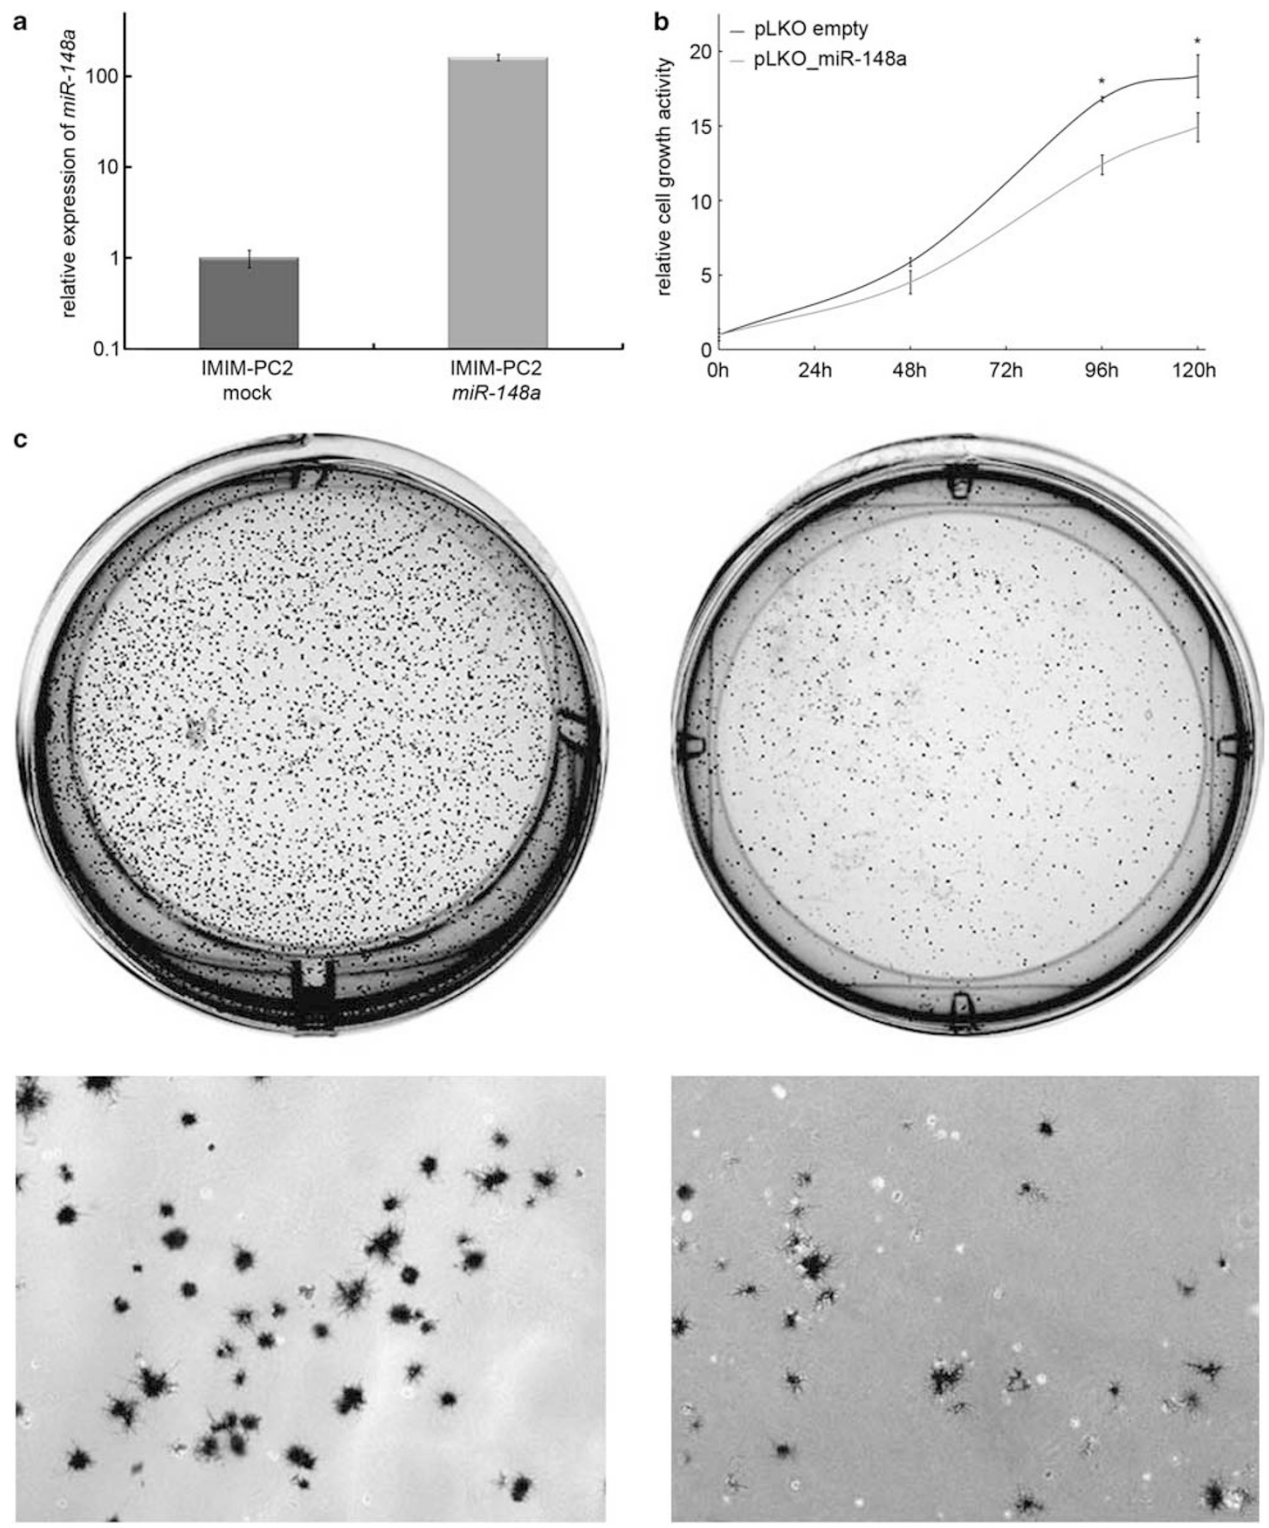 a
relative expression of miR-148a
100
10
1
0.1
IMIM-PC2
mock
IMIM-PC2
miR-148a
b
relative cell growth activity
pLKO empty
pLKO_miR-148a
*
*
20
15
10
5
0
0h 24h 48h 72h 96h 120h
c